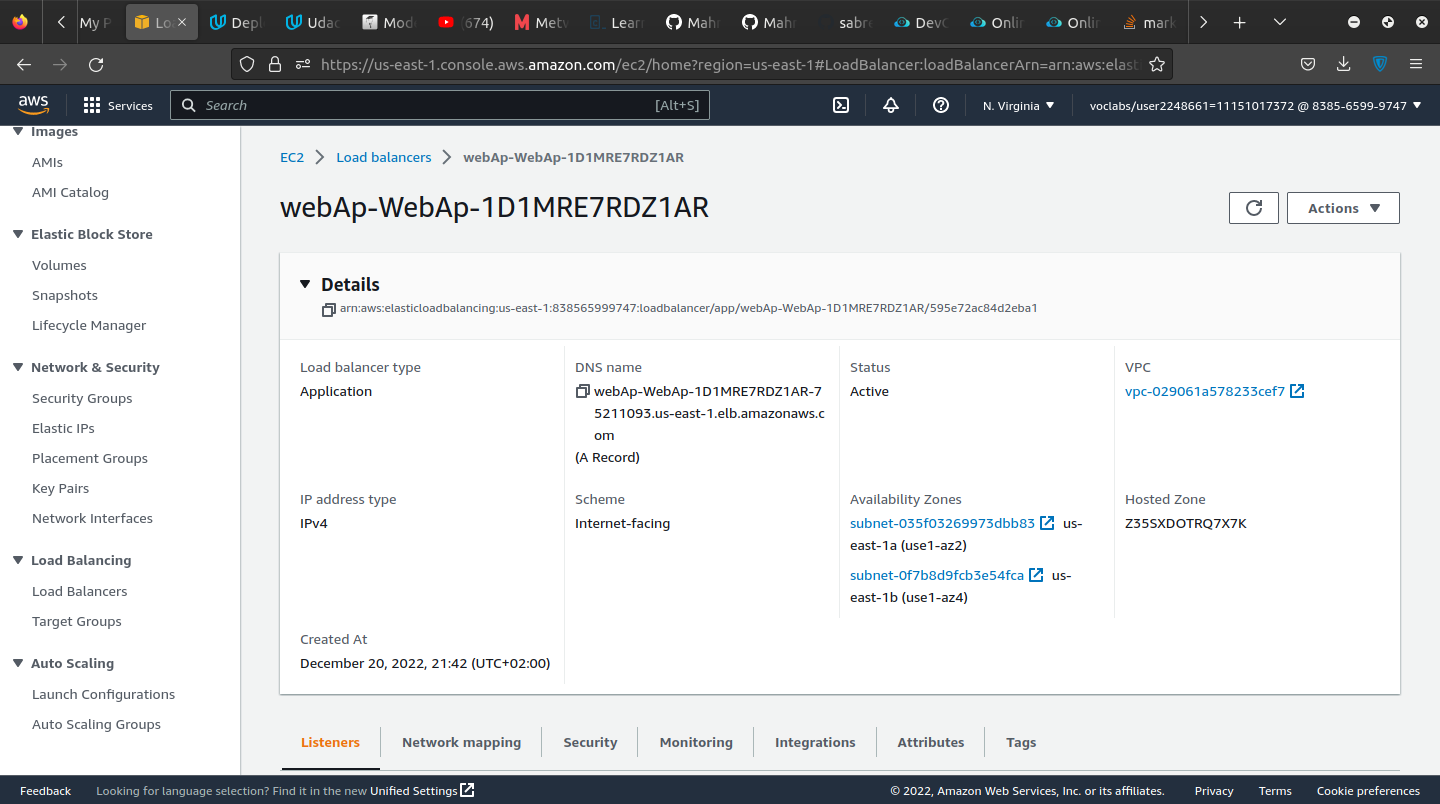 My P
Lo
Depl
Udac
Mode
(674)
Metw
Lear
Mahr
Mahr
sabre
DevC
Onlin
Onlin
mark
https://us-east-1.console.aws.amazon.com/ec2/home?region=us-east-1#LoadBalancer:loadBalancerArn=arn:aws:elast
aws
Services
Search
[Alt+S]
N. Virginia
voclabs/user2248661=11151017372 @ 8385-6599-9747
Images
AMIs
AMI Catalog
Elastic Block Store
Volumes
Snapshots
Lifecycle Manager
Network & Security
Security Groups
Elastic IPs
Placement Groups
Key Pairs
Network Interfaces
Load Balancing
Load Balancers
Target Groups
Auto Scaling
Launch Configurations
Auto Scaling Groups
EC2 > Load balancers > webAp-WebAp-1D1MRE7RDZ1AR
webAp-WebAp-1D1MRE7RDZ1AR
Actions
Details
arn:aws:elasticloadbalancing:us-east-1:838565999747:loadbalancer/app/webAp-WebAp-1D1MRE7RDZ1AR/595e72ac84d2eba1
Load balancer type
Application
DNS name
webAp-WebAp-1D1MRE7RDZ1AR-7
5211093.us-east-1.elb.amazonaws.c
om
(A Record)
Status
Active
VPC
vpc-029061a578233cef7
IP address type
IPv4
Scheme
Internet-facing
Availability Zones
subnet-035f03269973dbb83 us-
east-1a (use1-az2)
subnet-0f7b8d9fcb3e54fca us-
east-1b (use1-az4)
Hosted Zone
Z35SXDOTRQ7X7K
Created At
December 20, 2022, 21:42 (UTC+02:00)
Listeners
Network mapping
Security
Monitoring
Integrations
Attributes
Tags
Feedback
Looking for language selection? Find it in the new Unified Settings
© 2022, Amazon Web Services, Inc. or its affiliates.
Privacy
Terms
Cookie preferences